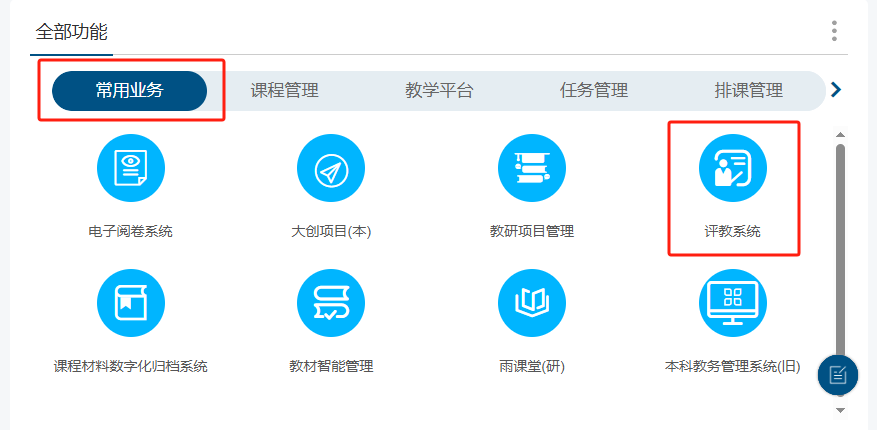 全部功能
常用业务 课程管理 教学平台 任务管理 排课管理
电子阅卷系统 大创项目(本) 教研项目管理 评教系统
课程材料数字化归档系统 教材智能管理 雨课堂(研) 本科教务管理系统(旧)